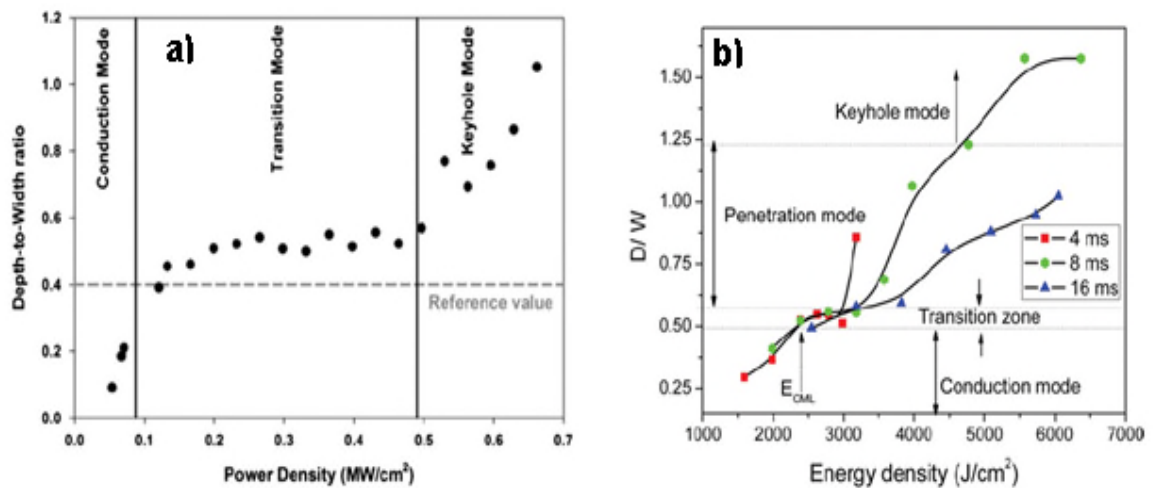 a)
Conduction Mode
Transition Mode
Keyhole Mode
Reference value
Depth-to-Width ratio
1.2
1.0
0.8
0.6
0.4
0.2
0.0
0.0 0.1 0.2 0.3 0.4 0.5 0.6 0.7
Power Density (MW/cm²)
b)
Keyhole mode
Penetration mode
4 ms
8 ms
16 ms
Transition zone
E_CML
Conduction mode
D/ W
1.50
1.25
1.00
0.75
0.50
0.25
1000 2000 3000 4000 5000 6000 7000
Energy density (J/cm²)